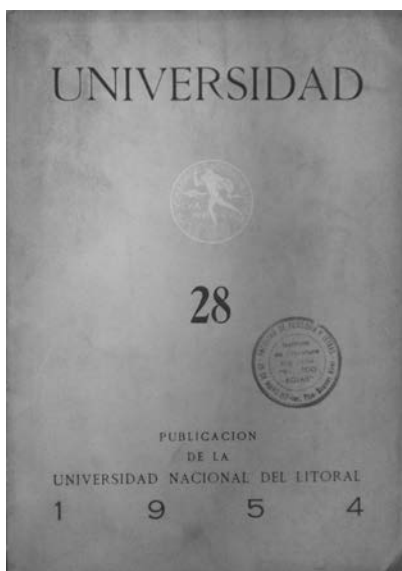 UNIVERSIDAD
28
PUBLICACION
DE LA
UNIVERSIDAD NACIONAL DEL LITORAL
1 9 5 4